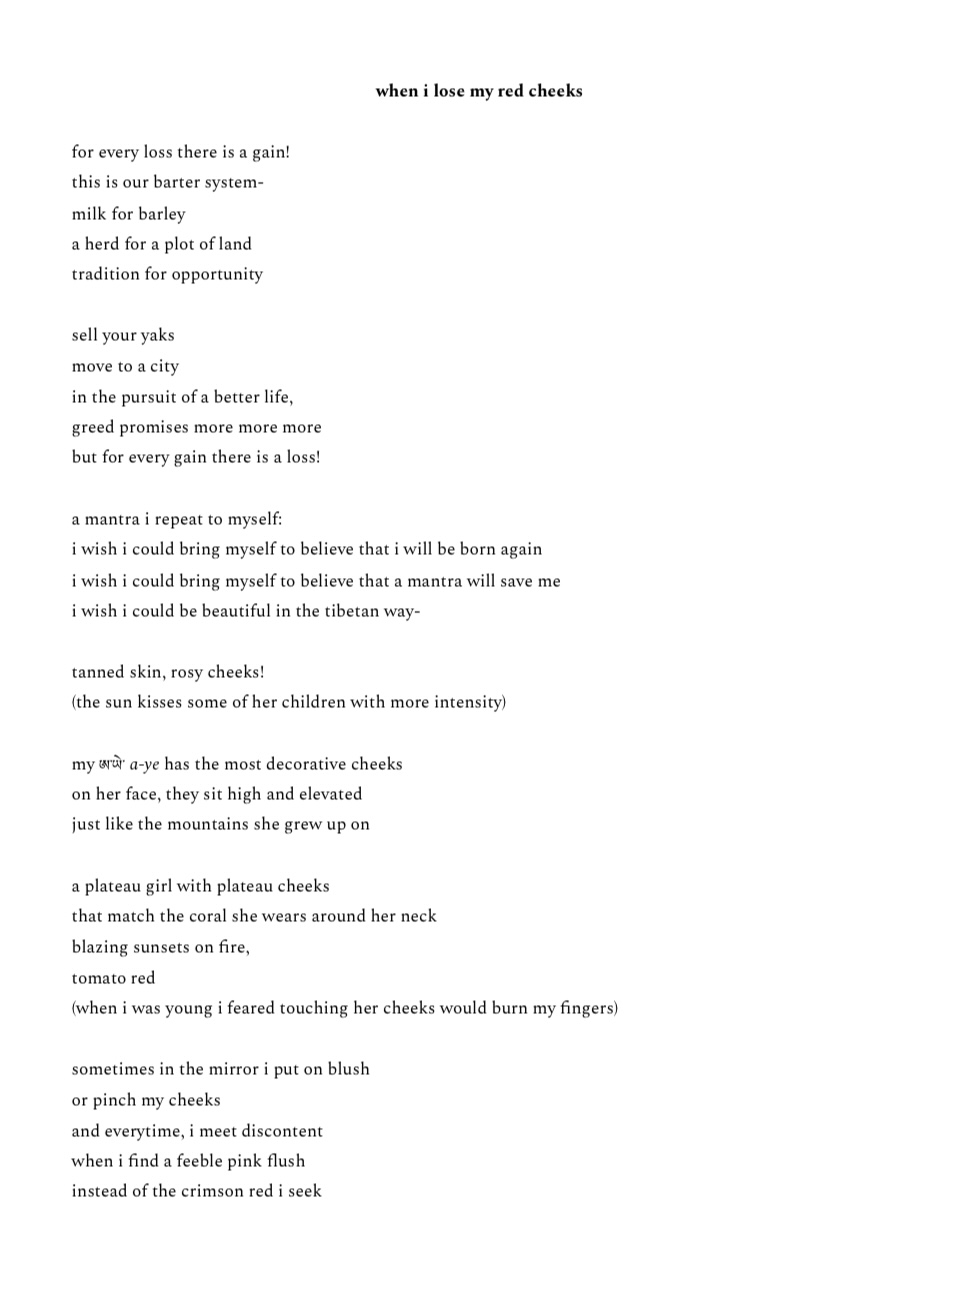 when i lose my red cheeks
for every loss there is a gain!
this is our barter system-
milk for barley
a herd for a plot of land
tradition for opportunity
sell your yaks
move to a city
in the pursuit of a better life,
greed promises more more more
but for every gain there is a loss!
a mantra i repeat to myself:
i wish i could bring myself to believe that i will be born again
i wish i could bring myself to believe that a mantra will save me
i wish i could be beautiful in the tibetan way-
tanned skin, rosy cheeks!
(the sun kisses some of her children with more intensity)
my ཨ་ཡེ་ a-ye has the most decorative cheeks
on her face, they sit high and elevated
just like the mountains she grew up on
a plateau girl with plateau cheeks
that match the coral she wears around her neck
blazing sunsets on fire,
tomato red
(when i was young i feared touching her cheeks would burn my fingers)
sometimes in the mirror i put on blush
or pinch my cheeks
and everytime, i meet discontent
when i find a feeble pink flush
instead of the crimson red i seek